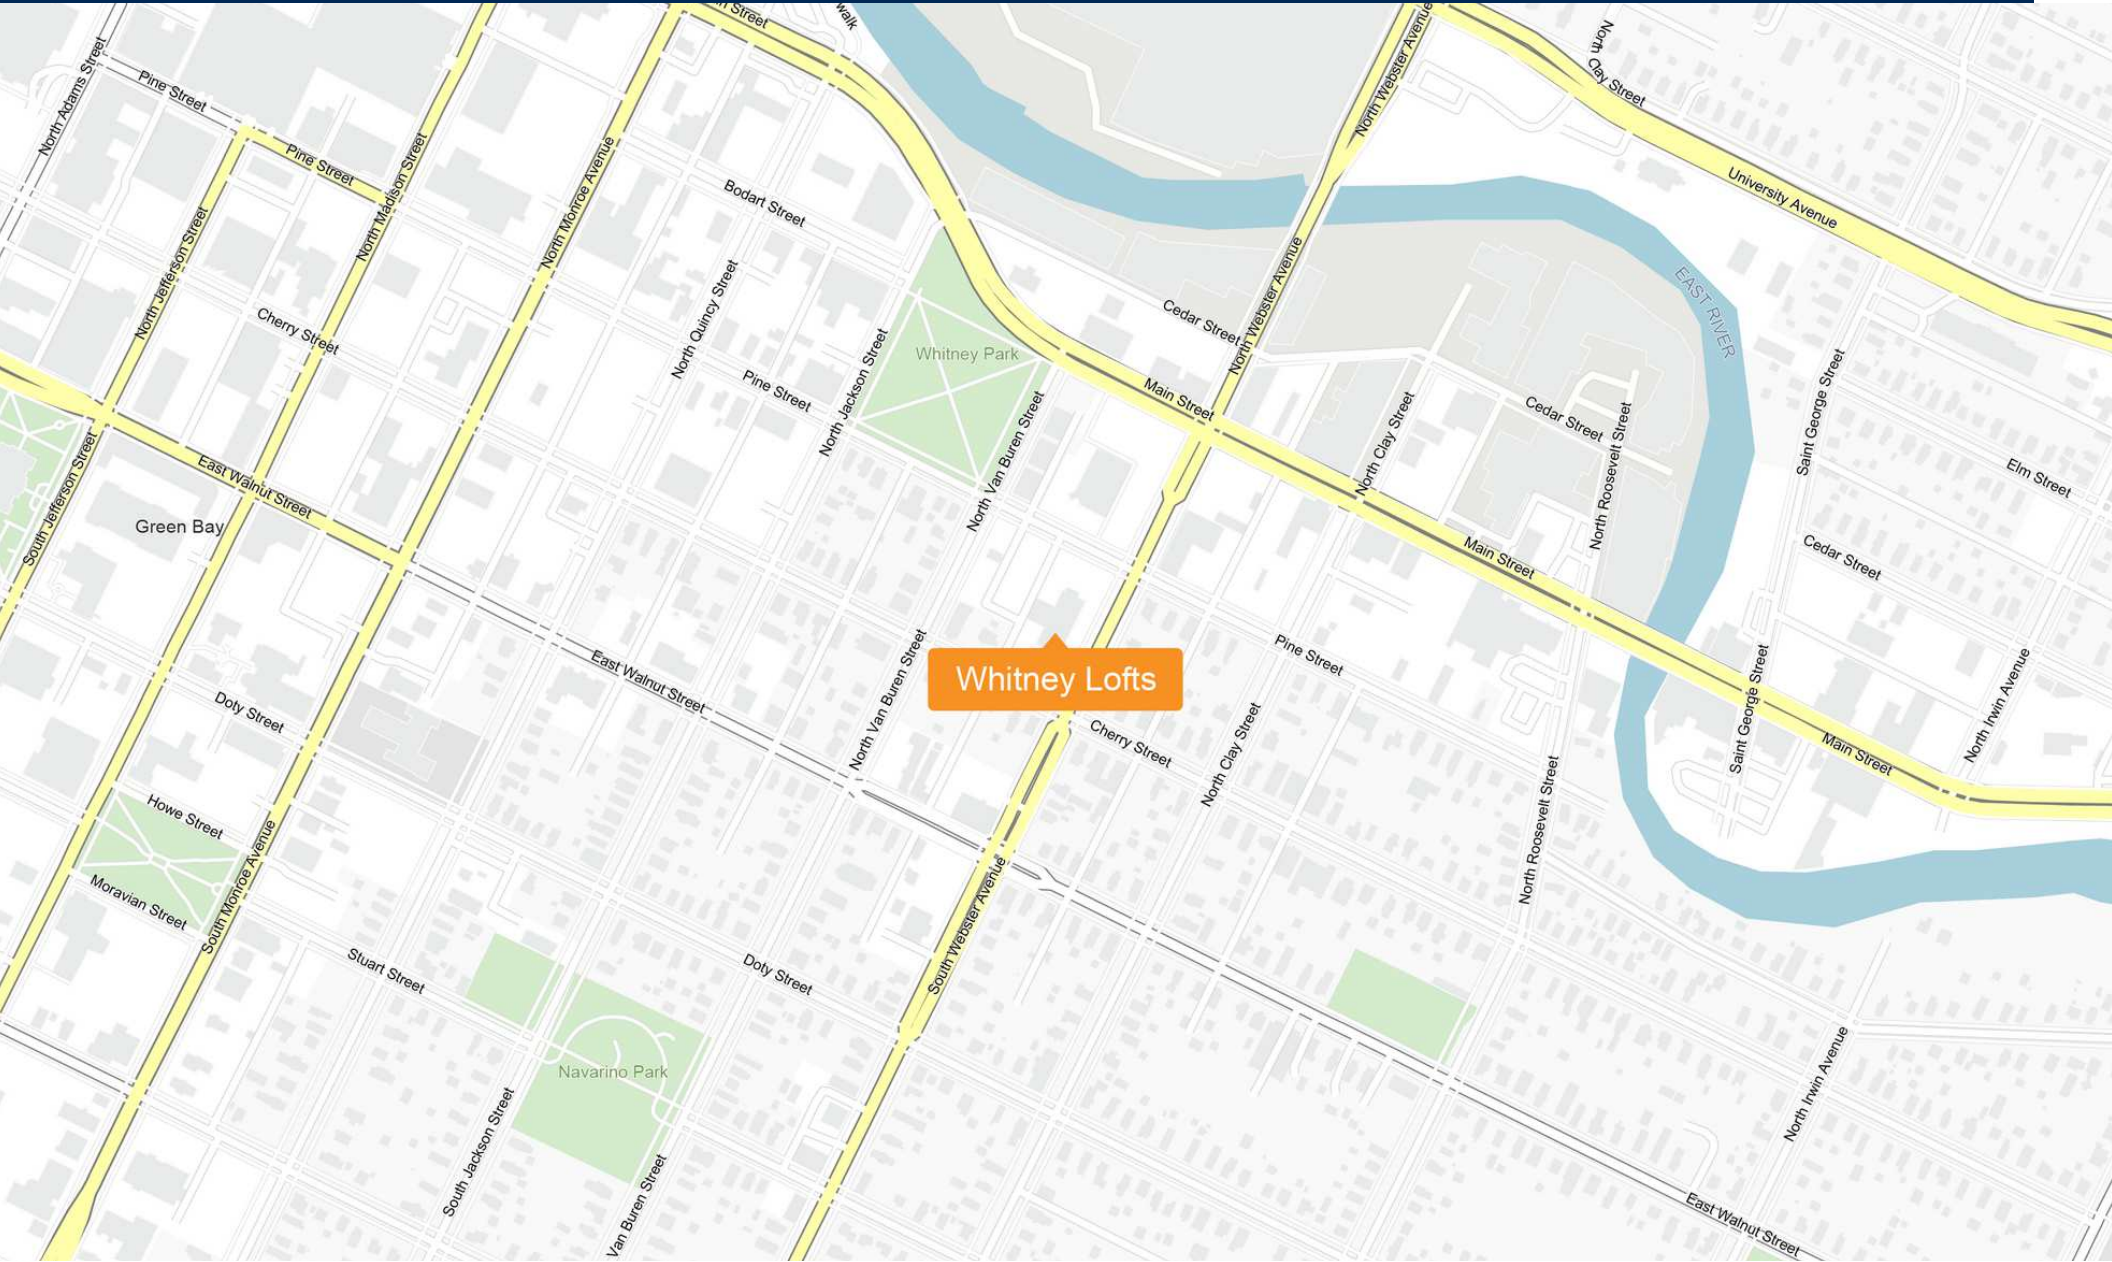 Main Street
walk
North Webster Avenue
North
Clay Street
North Adams Street
Pine Street
Pine Street
North Madison Street
North Monroe Avenue
Bodart Street
University Avenue
North Jefferson Street
Cherry Street
North Quincy Street
North Jackson Street
Whitney Park
Cedar Street
North Webster Avenue
EAST RIVER
Pine Street
North Van Buren Street
Main Street
North Clay Street
Cedar Street
North Roosevelt Street
Saint George Street
Elm Street
East Walnut Street
South Jefferson Street
Green Bay
Main Street
Cedar Street
East Walnut Street
North Van Buren Street
Whitney Lofts
Pine Street
Saint George Street
North Irwin Avenue
Doty Street
Cherry Street
North Clay Street
Main Street
Howe Street
South Monroe Avenue
North Roosevelt Street
Moravian Street
Stuart Street
Doty Street
South Webster Avenue
Navarino Park
North Irwin Avenue
South Jackson Street
Van Buren Street
East Walnut Street